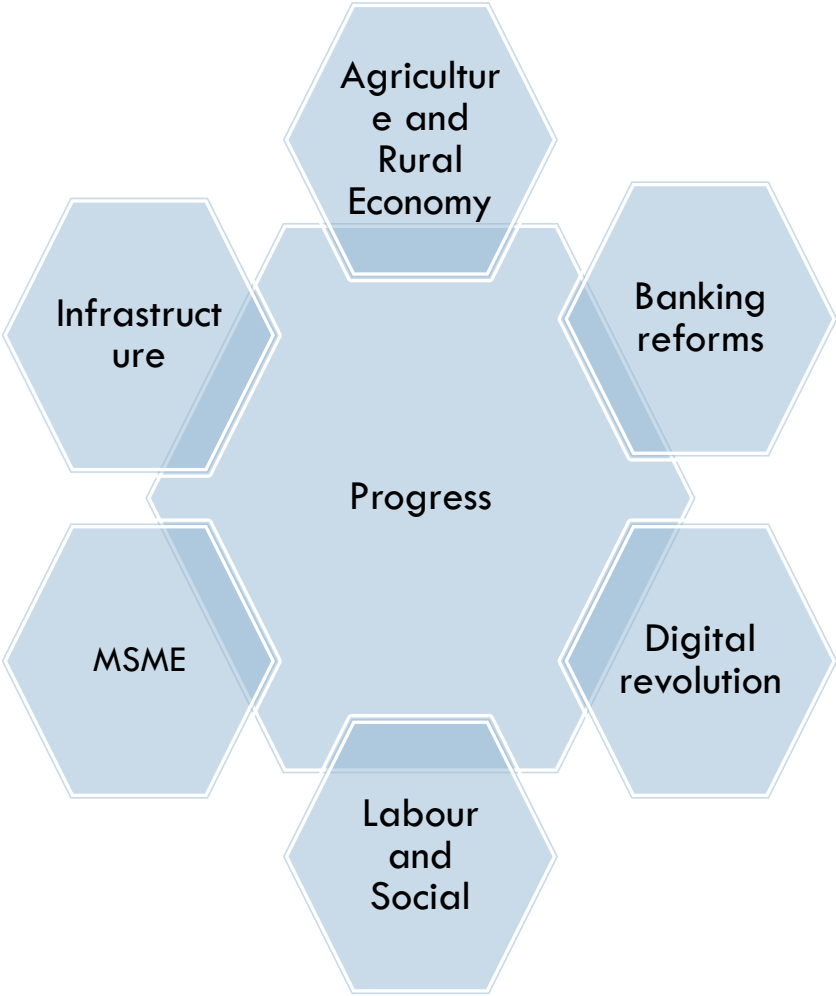 Agricultur
e and
Rural
Economy
Banking
reforms
Digital
revolution
Labour
and
Social
MSME
Infrastruct
ure
Progress